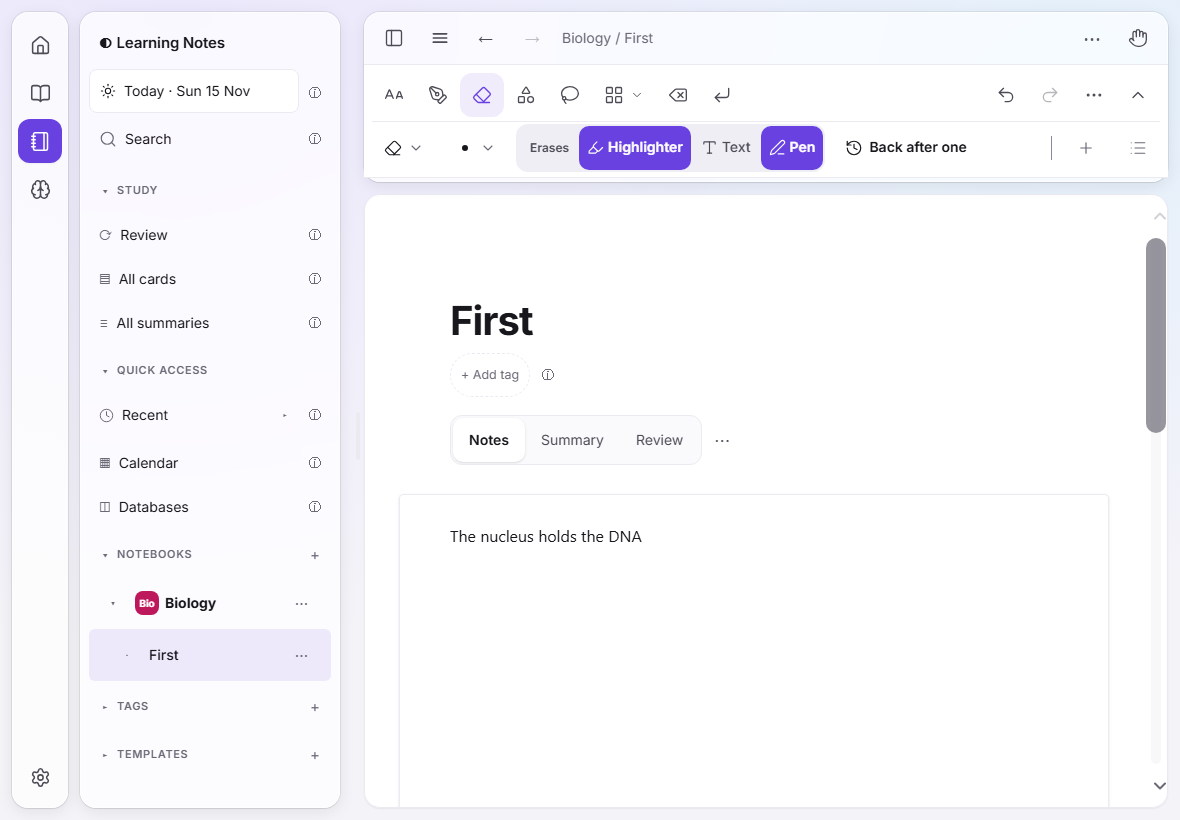 Learning Notes
Today · Sun 15 Nov
Search
STUDY
Review
All cards
All summaries
QUICK ACCESS
Recent
Calendar
Databases
NOTEBOOKS
Bio Biology
First
TAGS
TEMPLATES
Biology / First
AA
Erases Highlighter Text Pen Back after one
First
+ Add tag
Notes Summary Review
The nucleus holds the DNA